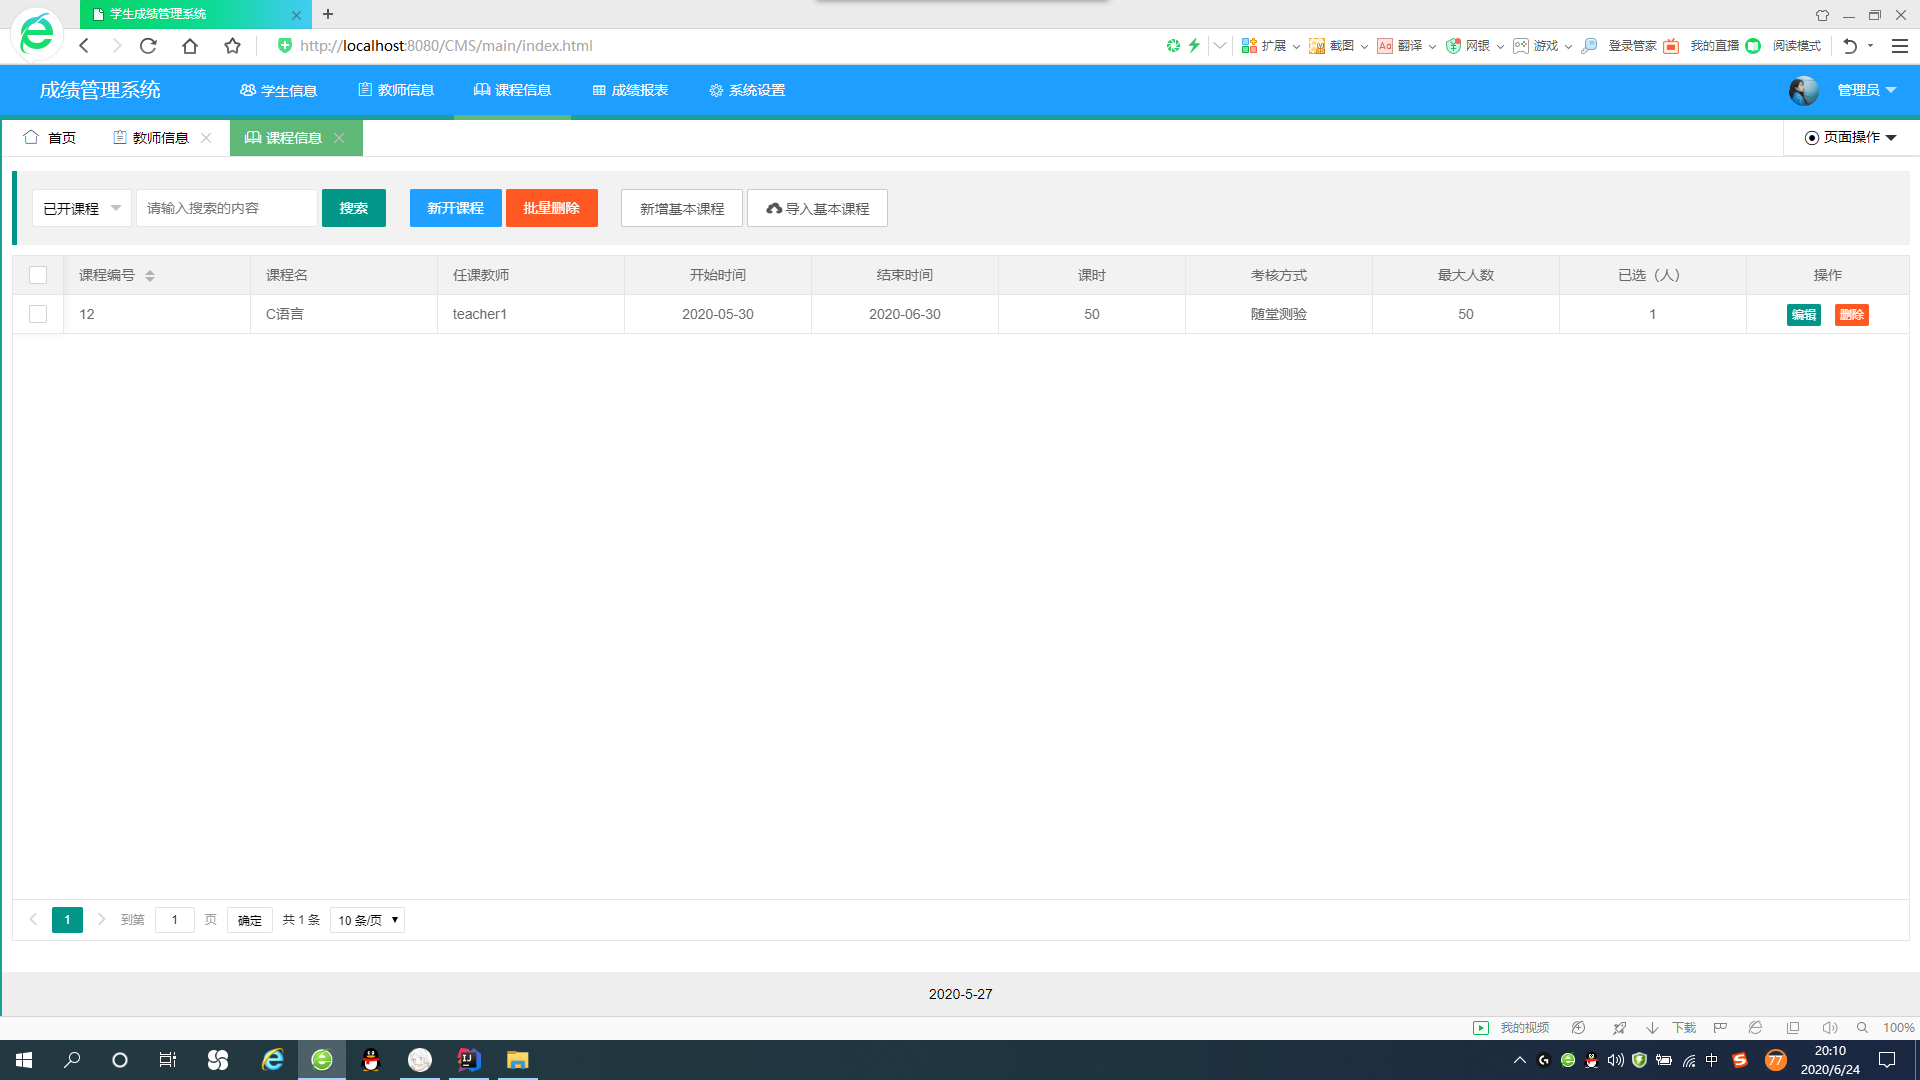 学生成绩管理系统
http://localhost:8080/CMS/main/index.html
扩展 截图 翻译 网银 游戏 登录管家 我的直播 阅读模式
成绩管理系统 学生信息 教师信息 课程信息 成绩报表 系统设置 管理员
首页 教师信息 课程信息 页面操作
已开课程 请输入搜索的内容 搜索 新开课程 批量删除 新增基本课程 导入基本课程
课程编号 课程名 任课教师 开始时间 结束时间 课时 考核方式 最大人数 已选（人） 操作
12 C语言 teacher1 2020-05-30 2020-06-30 50 随堂测验 50 1 编辑 删除
1 到第 1 页 确定 共 1 条 10 条/页
2020-5-27
我的视频 下载 100%
中 77 20:10
2020/6/24